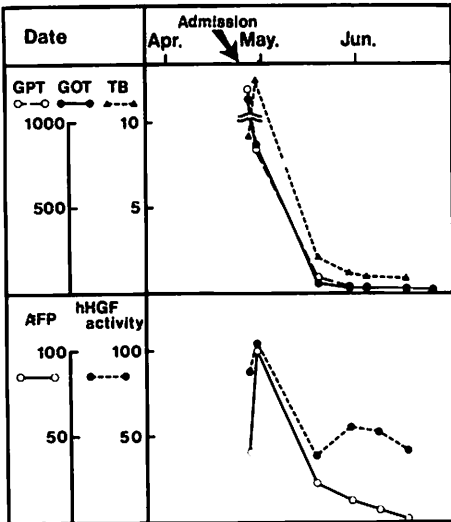 Admission
Date Apr. May. Jun.
GPT GOT TB
1000 10
500 5
AFP hHGF activity
100 100
50 50